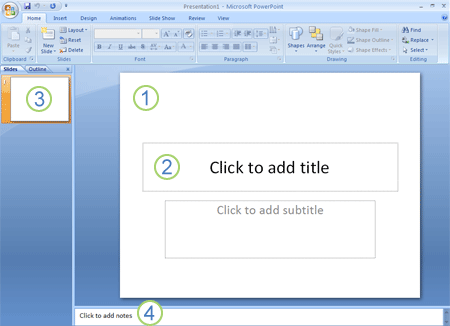 Presentation1 - Microsoft PowerPoint
Home Insert Design Animations Slide Show Review View
Paste New Slide Layout Reset Delete Shapes Arrange Quick Styles Shape Fill Shape Outline Shape Effects Find Replace Select
Clipboard Slides Font Paragraph Drawing Editing
Slides Outline
1
3
1
2 Click to add title
Click to add subtitle
Click to add notes 4